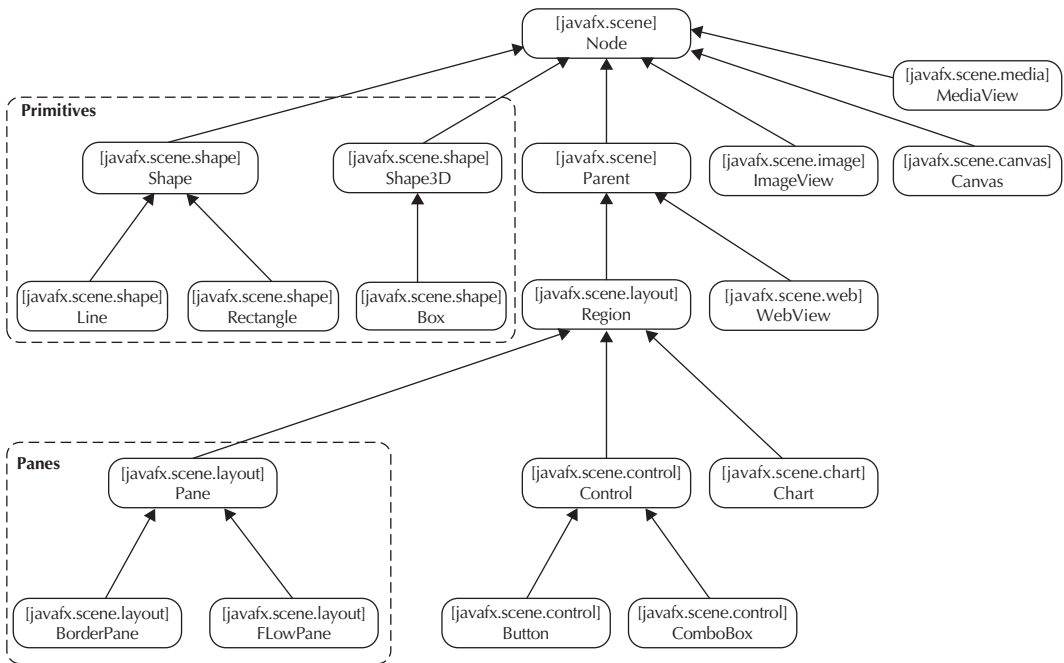 [javafx.scene]
Node
[javafx.scene.media]
MediaView
Primitives
[javafx.scene.shape]
Shape
[javafx.scene.shape]
Shape3D
[javafx.scene]
Parent
[javafx.scene.image]
ImageView
[javafx.scene.canvas]
Canvas
[javafx.scene.shape]
Line
[javafx.scene.shape]
Rectangle
[javafx.scene.shape]
Box
[javafx.scene.layout]
Region
[javafx.scene.web]
WebView
Panes
[javafx.scene.layout]
Pane
[javafx.scene.control]
Control
[javafx.scene.chart]
Chart
[javafx.scene.layout]
BorderPane
[javafx.scene.layout]
FLowPane
[javafx.scene.control]
Button
[javafx.scene.control]
ComboBox